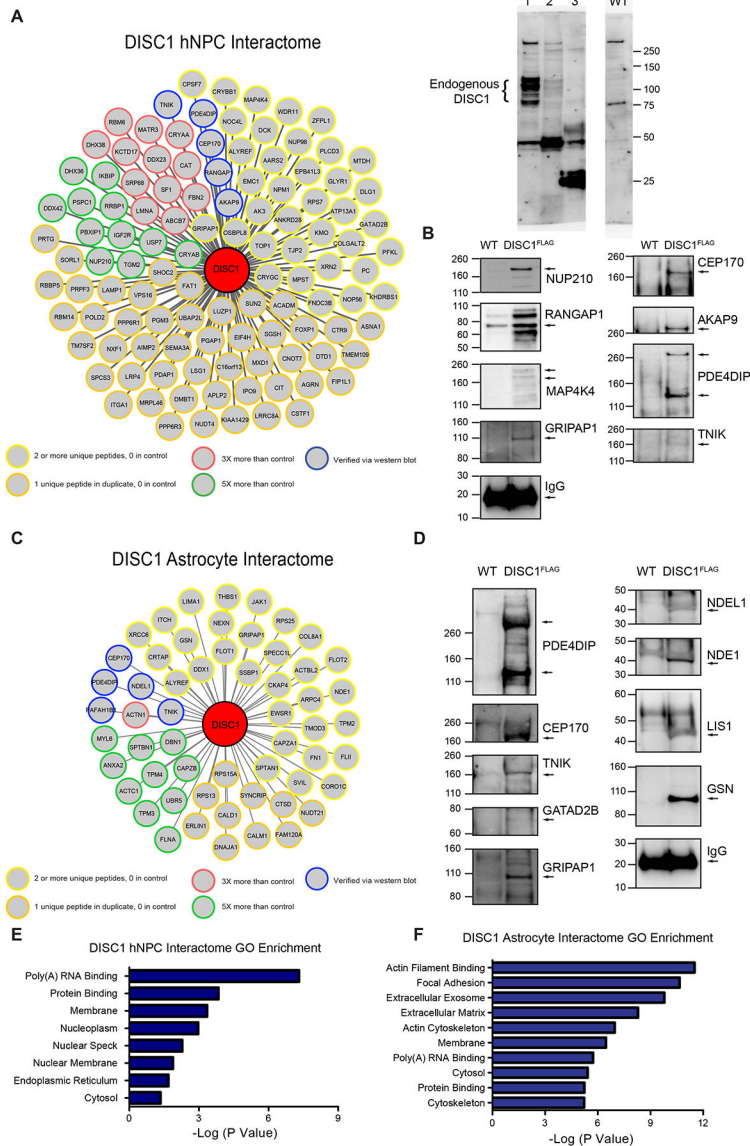 A
DISC1 hNPC Interactome
CPSF7
CRYBB1
MAP4K4
WDR11
ZFPL1
TNIK
PDE4DIP
NOC4L
DCK
NUP98
PLCD3
MTDH
RBM6
MATR3
CRYAA
CEP170
ALYREF
AARS2
EPB41L3
GLYR1
DLG1
DHX38
KCTD17
DDX23
CAT
RANGAP1
EMC1
NPM1
RPS7
ATP13A1
GATAD2B
DHX36
IKBIP
SRP68
SF1
FBN2
AKAP9
AK3
ANKRD28
KMO
COLGALT2
PFKL
DDX42
PSPC1
RRBP1
LMNA
ABCB7
GRIPAP1
OSBPL8
TOP1
TJP2
XRN2
PC
PBXIP1
IGF2R
USP7
CRYAB
DISC1
CRYGC
MPST
NOP56
KHDRBS1
PRTG
SORL1
NUP210
TGM2
SHOC2
FAT1
SUN2
ACADM
FNDC3B
RBBP5
PRPF3
LAMP1
VPS16
UBAP2L
LUZP1
EIF4H
SGSH
FOXP1
CTR9
ASNA1
RBM14
POLD2
PPP6R1
PGM3
SEMA3A
PGAP1
MXD1
CNOT7
DTD1
TMEM109
TM7SF2
NXF1
AIMP2
LSG1
C16orf13
IPO9
CIT
AGRN
FIP1L1
SPCS3
LRP4
PDAP1
DMBT1
APLP2
KIAA1429
LRRC8A
CSTF1
ITGA1
MRPL46
PPP6R3
NUDT4
2 or more unique peptides, 0 in control
3X more than control
Verified via western blot
1 unique peptide in duplicate, 0 in control
5X more than control
1 2 3 WT
Endogenous
DISC1
250
150
100
75
50
25
B
WT DISC1FLAG
260
160
110
NUP210
110
80
60
50
RANGAP1
260
160
110
MAP4K4
160
110
80
GRIPAP1
30
20
10
IgG
WT DISC1FLAG
260
160
CEP170
AKAP9
260
260
160
110
PDE4DIP
160
110
TNIK
C
DISC1 Astrocyte Interactome
LIMA1
THBS1
JAK1
ITCH
NEXN
GRIPAP1
RPS25
XRCC6
GSN
FLOT1
SPECC1L
COL8A1
CEP170
CRTAP
DDX1
SSBP1
ACTBL2
FLOT2
PDE4DIP
NDEL1
ALYREF
CKAP4
ARPC4
NDE1
PAFAH1B1
ACTN1
TNIK
DISC1
EWSR1
TMOD3
TPM2
MYL6
SPTBN1
DBN1
CAPZA1
FN1
FLII
ANXA2
TPM4
CAPZB
RPS15A
SPTAN1
SVIL
CORO1C
ACTC1
UBR5
RPS13
SYNCRIP
CTSD
NUDT21
TPM3
ERLIN1
CALD1
CALM1
FAM120A
FLNA
DNAJA1
2 or more unique peptides, 0 in control
3X more than control
Verified via western blot
1 unique peptide in duplicate, 0 in control
5X more than control
D
WT DISC1FLAG
260
160
110
PDE4DIP
260
160
CEP170
260
160
TNIK
80
60
GATAD2B
160
110
80
GRIPAP1
WT DISC1FLAG
50
40
30
NDEL1
50
40
30
NDE1
60
50
40
LIS1
110
80
GSN
30
20
10
IgG
E
DISC1 hNPC Interactome GO Enrichment
Poly(A) RNA Binding
Protein Binding
Membrane
Nucleoplasm
Nuclear Speck
Nuclear Membrane
Endoplasmic Reticulum
Cytosol
0 3 6 9
-Log (P Value)
F
DISC1 Astrocyte Interactome GO Enrichment
Actin Filament Binding
Focal Adhesion
Extracellular Exosome
Extracellular Matrix
Actin Cytoskeleton
Membrane
Poly(A) RNA Binding
Cytosol
Protein Binding
Cytoskeleton
0 3 6 9 12
-Log (P Value)